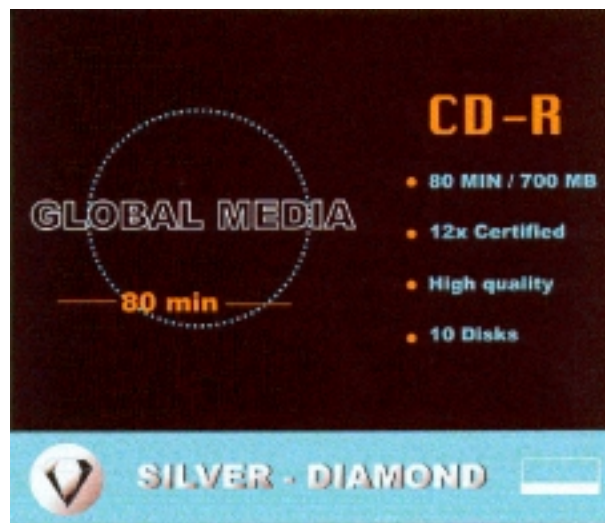 CD-R
80 MIN / 700 MB
GLOBAL MEDIA
12x Certified
High quality
80 min
10 Disks
SILVER - DIAMOND